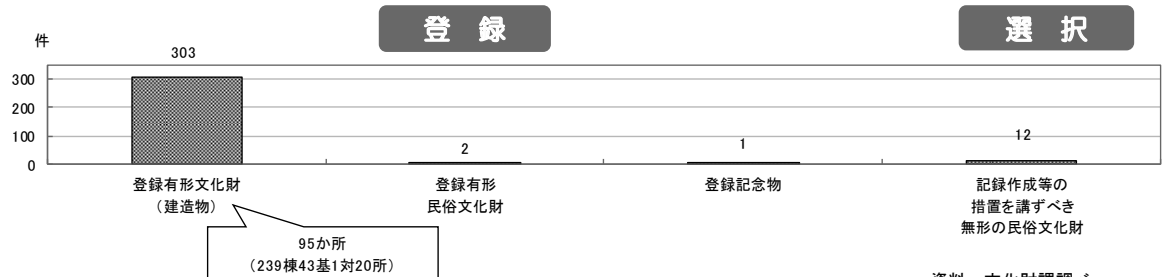 登 録
選 択
件
303
300
200
100
0
2
1
12
登録有形文化財
（建造物）
登録有形
民俗文化財
登録記念物
記録作成等の
措置を講ずべき
無形の民俗文化財
95か所
（239棟43基1対20所）